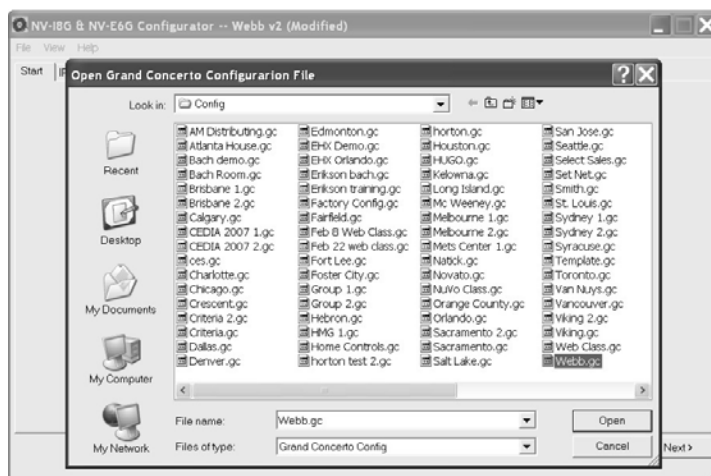 NV-I8G & NV-E6G Configurator -- Webb v2 (Modified)
File View Help
Start
Open Grand Concerto Configurarion File
Look in: Config
Recent
Desktop
My Documents
My Computer
My Network
AM Distributing.gc
Atlanta House.gc
Bach demo.gc
Bach Room.gc
Brisbane 1.gc
Brisbane 2.gc
Calgary.gc
CEDIA 2007 1.gc
CEDIA 2007 2.gc
ces.gc
Charlotte.gc
Chicago.gc
Crescent.gc
Criteria 2.gc
Criteria.gc
Dallas.gc
Denver.gc
Edmonton.gc
EHX Demo.gc
EHX Orlando.gc
Erikson bach.gc
Erikson training.gc
Factory Config.gc
Fairfield.gc
Feb 8 Web Class.gc
Feb 22 web class.gc
Fort Lee.gc
Foster City.gc
Group 1.gc
Group 2.gc
Hebron.gc
HMG 1.gc
Home Controls.gc
horton test 2.gc
horton.gc
Houston.gc
HUGO.gc
Kelowna.gc
Long Island.gc
Mc Weeney.gc
Melbourne 1.gc
Melbourne 2.gc
Mets Center 1.gc
Natick.gc
Novato.gc
NuVo Class.gc
Orange County.gc
Orlando.gc
Sacramento 2.gc
Sacramento.gc
Salt Lake.gc
San Jose.gc
Seattle.gc
Select Sales.gc
Set Net.gc
Smith.gc
St. Louis.gc
Sydney 1.gc
Sydney 2.gc
Syracuse.gc
Template.gc
Toronto.gc
Van Nuys.gc
Vancouver.gc
Viking 2.gc
Viking.gc
Web Class.gc
Webb.gc
File name: Webb.gc Open
Files of type: Grand Concerto Config Cancel
Next >